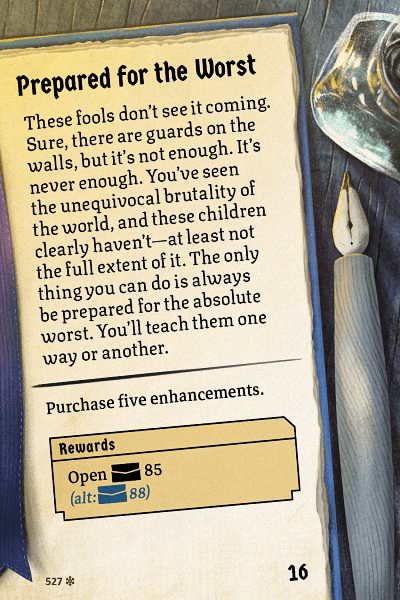 Prepared for the Worst
These fools don't see it coming.
Sure, there are guards on the
walls, but it's not enough. It's
never enough. You've seen
the unequivocal brutality of
the world, and these children
clearly haven't—at least not
the full extent of it. The only
thing you can do is always
be prepared for the absolute
worst. You'll teach them one
way or another.
Purchase five enhancements.
Rewards
Open 85
(alt: 88)
527
16